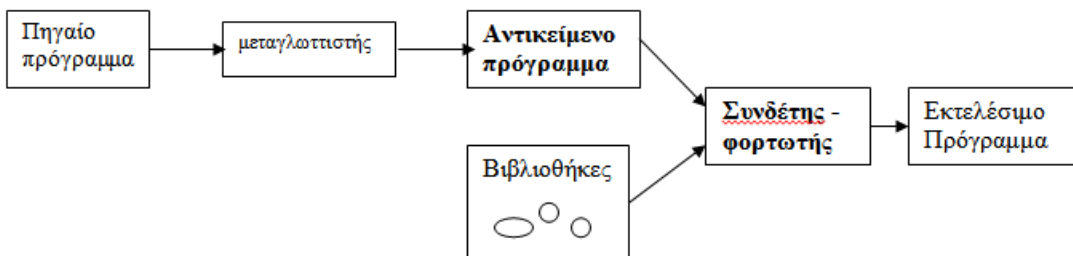 Πηγαίο
πρόγραμμα
μεταγλωττιστής
Αντικείμενο
πρόγραμμα
Βιβλιοθήκες
Συνδέτης -
φορτωτής
Εκτελέσιμο
Πρόγραμμα